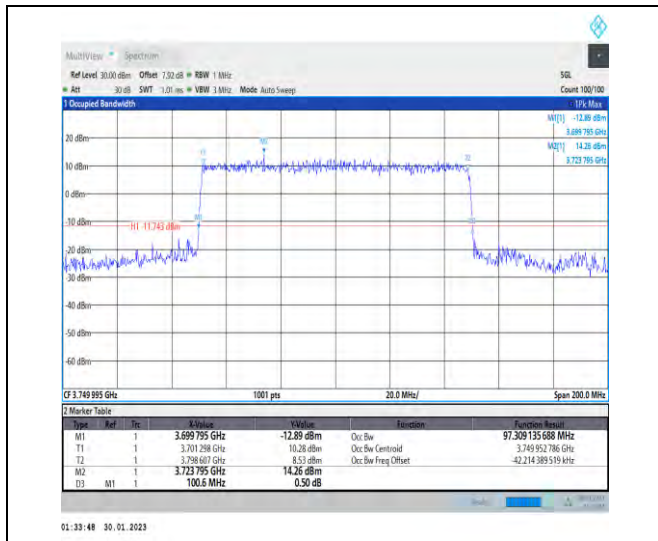 MultiView Spectrum
Ref Level 30.00 dBm Offset 7.92 dB RBW 1 MHz SGL
Att 30 dB SWT 1.01 ms VBW 3 MHz Mode Auto Sweep Count 100/100
1 Occupied Bandwidth 1Pk Max
M1[1] -12.89 dBm
3.699 795 GHz
M2[1] 14.26 dBm
3.723 795 GHz
20 dBm
M2
T1
T2
10 dBm
0 dBm
M1
D3
-10 dBm
H1 -11.743 dBm
-20 dBm
-30 dBm
-40 dBm
-50 dBm
-60 dBm
CF 3.749 995 GHz 1001 pts 20.0 MHz/ Span 200.0 MHz
2 Marker Table
Type Ref Trc X-Value Y-Value Function Function Result
M1 1 3.699 795 GHz -12.89 dBm Occ Bw 97.309 135 688 MHz
T1 1 3.701 298 GHz 10.28 dBm Occ Bw Centroid 3.749 952 786 GHz
T2 1 3.798 607 GHz 8.53 dBm Occ Bw Freq Offset -42.214 389 519 kHz
M2 1 3.723 795 GHz 14.26 dBm
D3 M1 1 100.6 MHz 0.50 dB
01:33:48 30.01.2023